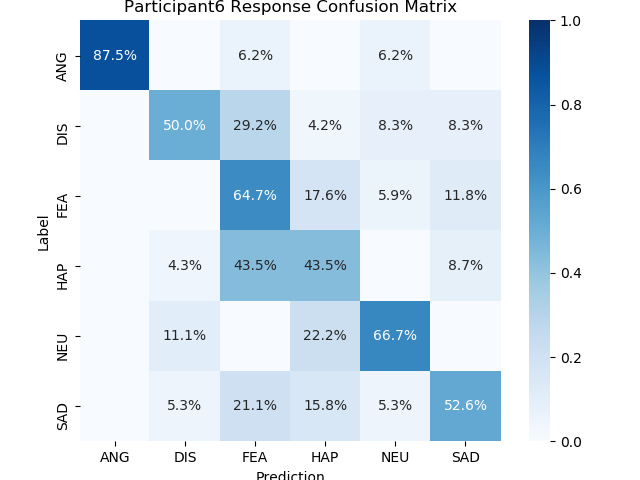 Participant6 Response Confusion Matrix
ANG 87.5% 6.2% 6.2%
DIS 50.0% 29.2% 4.2% 8.3% 8.3%
FEA 64.7% 17.6% 5.9% 11.8%
HAP 4.3% 43.5% 43.5% 8.7%
NEU 11.1% 22.2% 66.7%
SAD 5.3% 21.1% 15.8% 5.3% 52.6%
Label
ANG DIS FEA HAP NEU SAD
Prediction
1.0
0.8
0.6
0.4
0.2
0.0